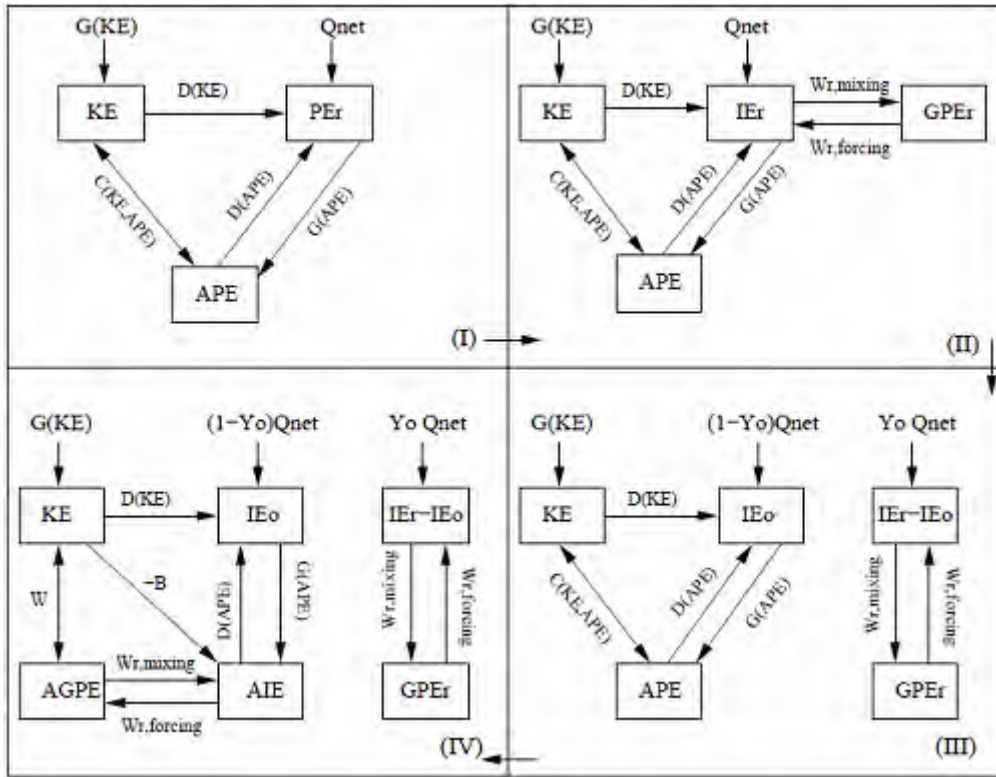 G(KE) Qnet
D(KE)
KE PEr
C(KE,APE) D(APE) G(APE)
APE
(I)
G(KE) Qnet
D(KE) Wr,mixing
KE IEr GPEr
Wr,forcing
C(KE,APE) D(APE) G(APE)
APE
(II)
G(KE) (1−Yo)Qnet Yo Qnet
D(KE)
KE IEo IEr−IEo
W −B D(APE) G(APE) Wr,mixing Wr,forcing
Wr,mixing
AGPE AIE GPEr
Wr,forcing
(IV)
G(KE) (1−Yo)Qnet Yo Qnet
D(KE)
KE IEo IEr−IEo
C(KE,APE) D(APE) G(APE) Wr,mixing Wr,forcing
APE GPEr
(III)